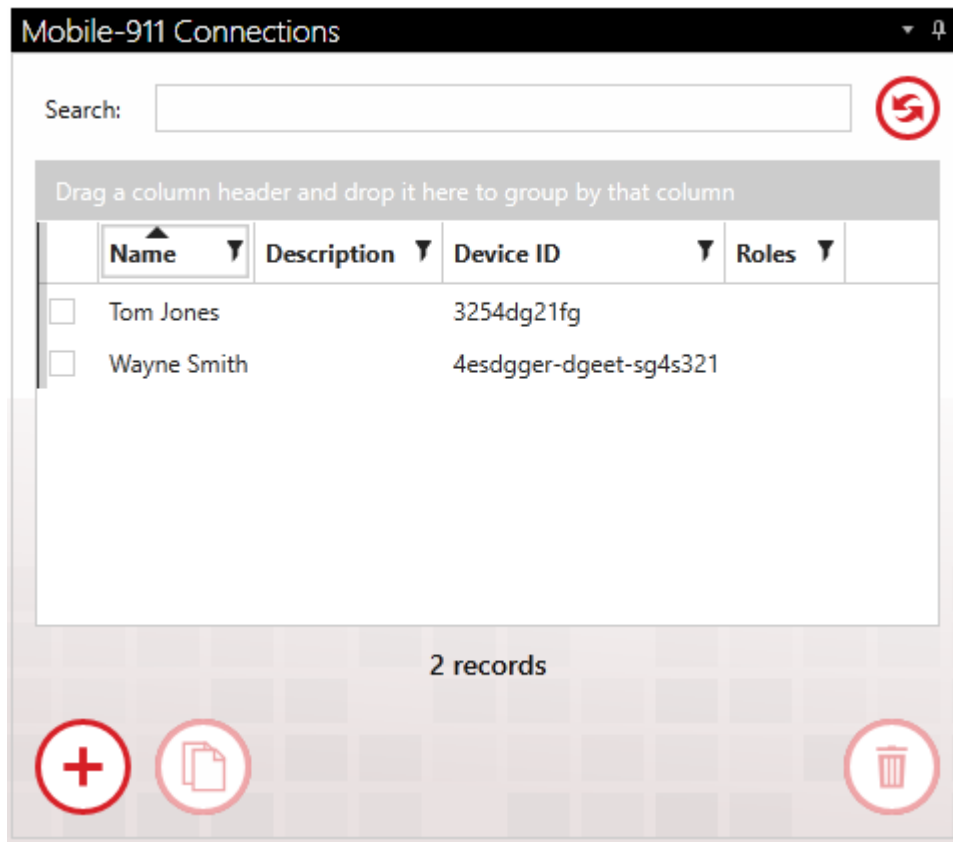 Mobile-911 Connections
Search:
Drag a column header and drop it here to group by that column
Name Description Device ID Roles
Tom Jones 3254dg21fg
Wayne Smith 4esdgger-dgeet-sg4s321
2 records